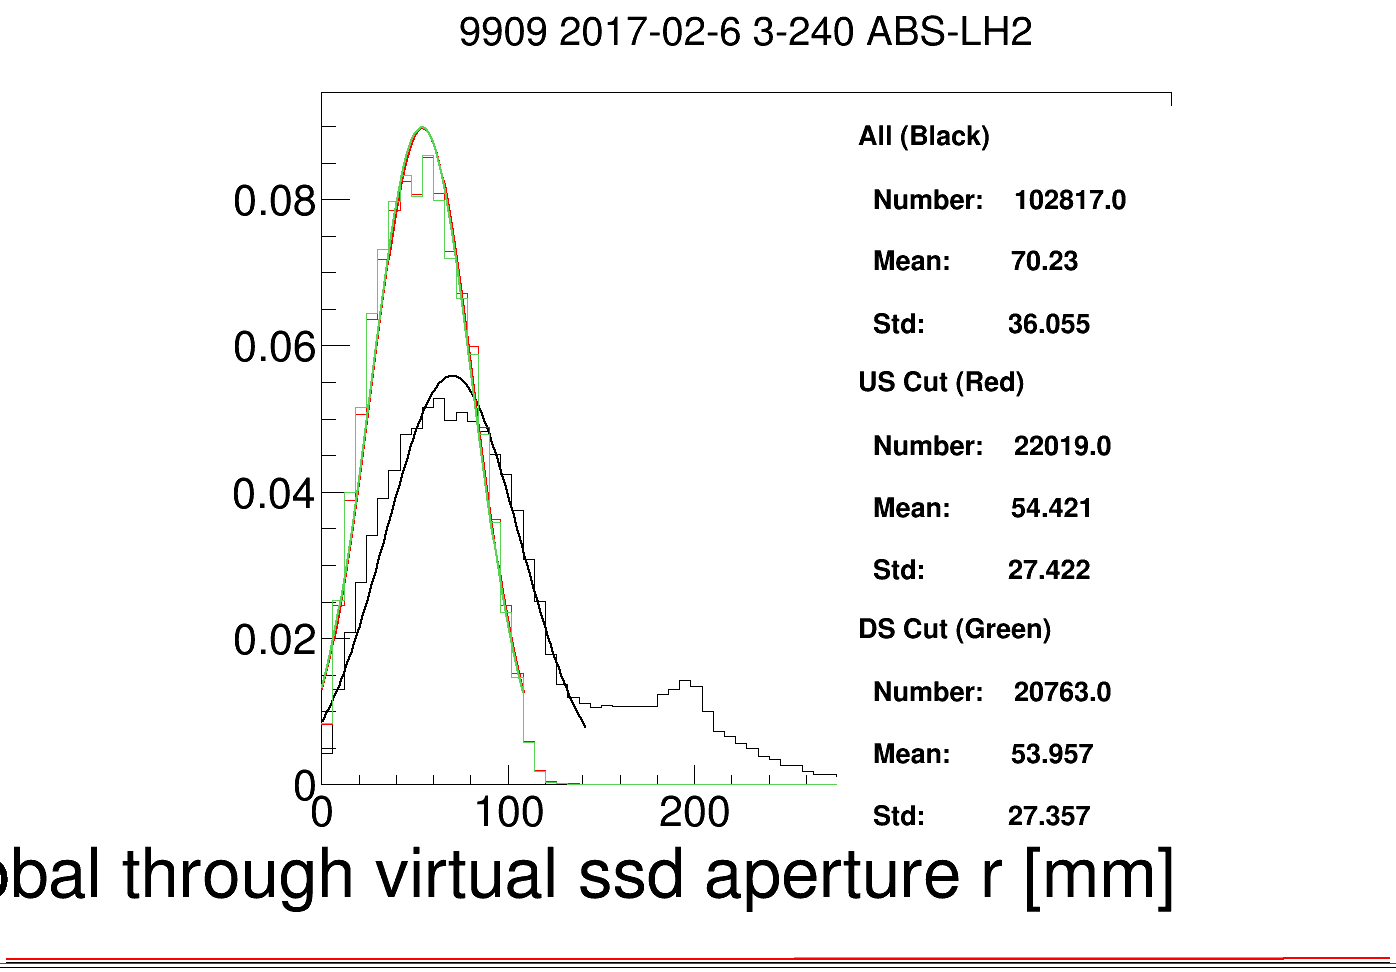 9909 2017-02-6 3-240 ABS-LH2
All (Black)
Number: 102817.0
Mean: 70.23
Std: 36.055
US Cut (Red)
Number: 22019.0
Mean: 54.421
Std: 27.422
DS Cut (Green)
Number: 20763.0
Mean: 53.957
Std: 27.357
0.08
0.06
0.04
0.02
0
0 100 200
obal through virtual ssd aperture r [mm]